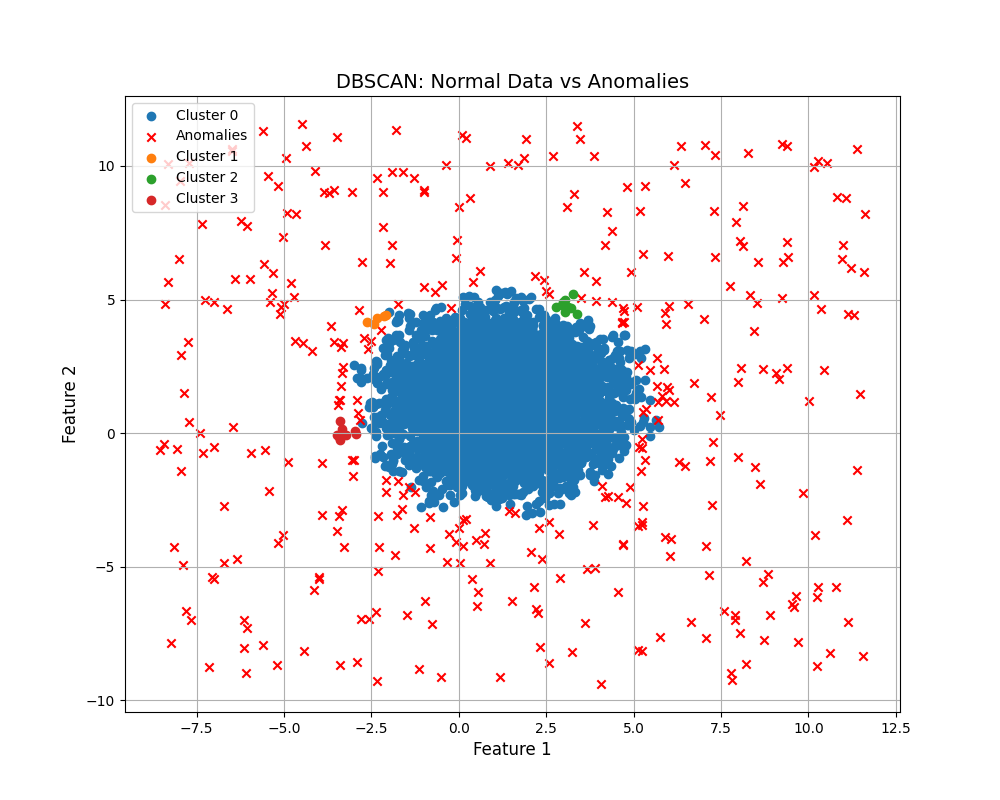 DBSCAN: Normal Data vs Anomalies
Cluster 0
Anomalies
Cluster 1
Cluster 2
Cluster 3
10
5
0
−5
−10
Feature 2
−7.5 −5.0 −2.5 0.0 2.5 5.0 7.5 10.0 12.5
Feature 1